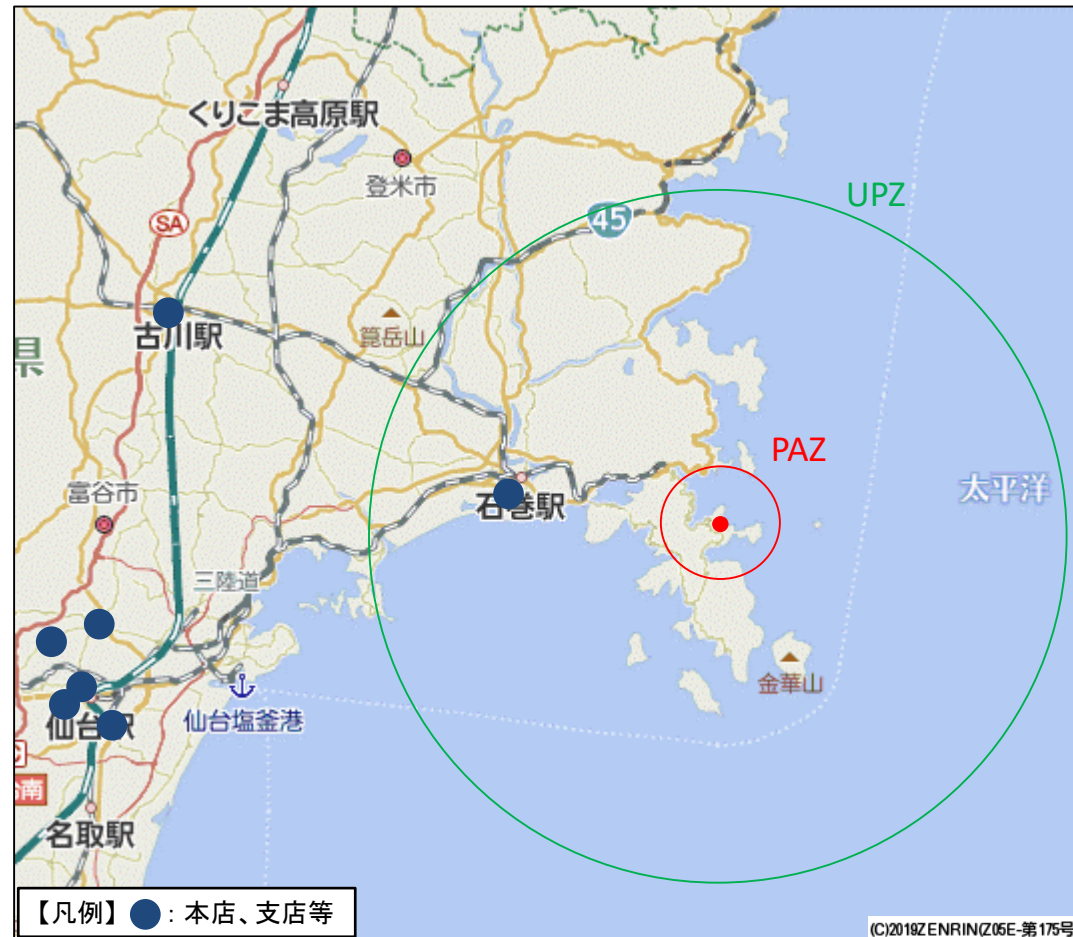 くりこま高原駅
登米市
UPZ
45
SA
古川駅
箟岳山
県
PAZ
太平洋
富谷市
石巻駅
三陸道
金華山
仙台塩釜港
仙台駅
台南
名取駅
【凡例】 : 本店、支店等
(C)2019ZENRIN(Z05E-第175号